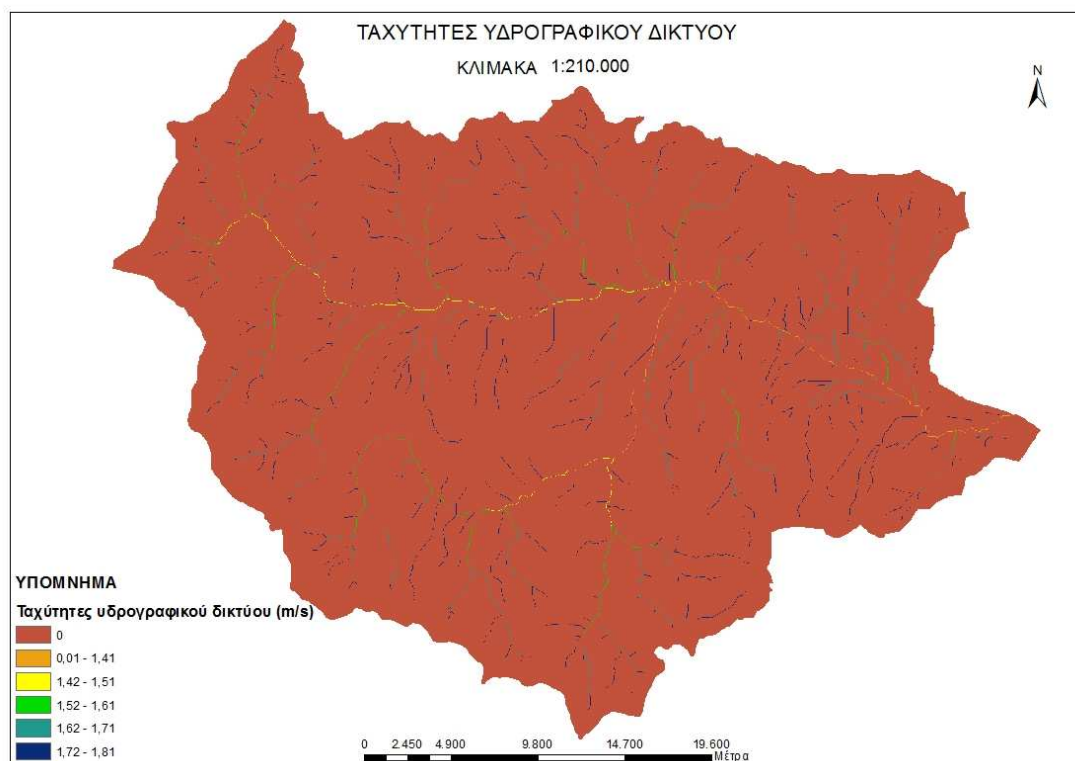 ΤΑΧΥΤΗΤΕΣ ΥΔΡΟΓΡΑΦΙΚΟΥ ΔΙΚΤΥΟΥ
ΚΛΙΜΑΚΑ 1:210.000
N
ΥΠΟΜΝΗΜΑ
Ταχύτητες υδρογραφικού δικτύου (m/s)
0
0,01 - 1,41
1,42 - 1,51
1,52 - 1,61
1,62 - 1,71
1,72 - 1,81
0 2.450 4.900 9.800 14.700 19.600
Μέτρα